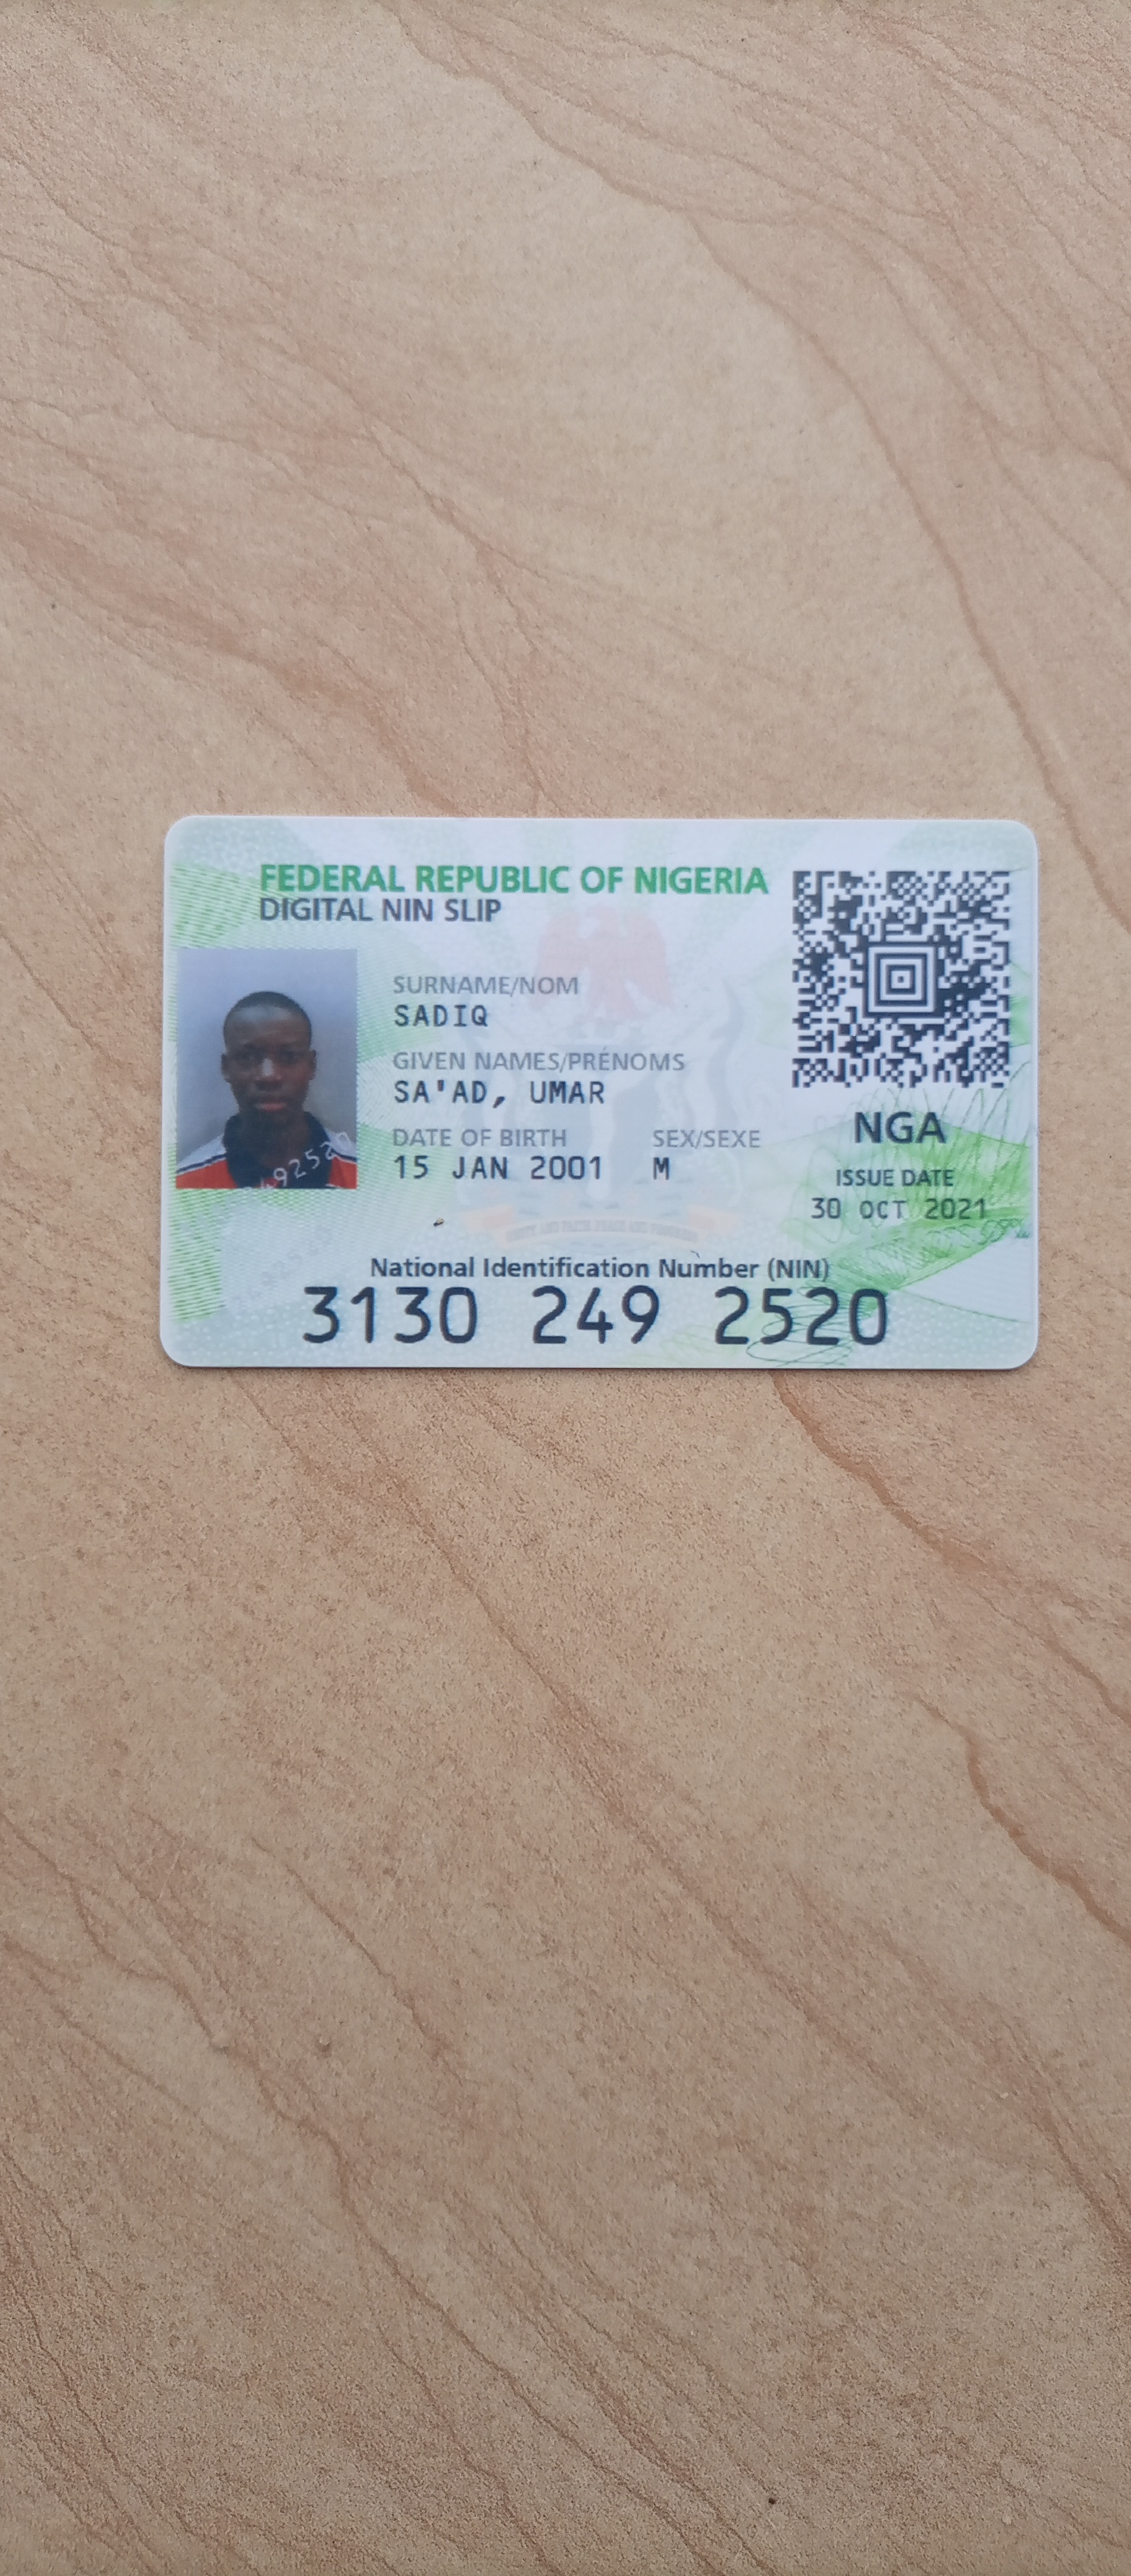 FEDERAL REPUBLIC OF NIGERIA
DIGITAL NIN SLIP
SURNAME/NOM
SADIQ
GIVEN NAMES/PRÉNOMS
SA'AD, UMAR
DATE OF BIRTH SEX/SEXE
15 JAN 2001 M
NGA
ISSUE DATE
30 OCT 2021
National Identification Number (NIN)
3130 249 2520